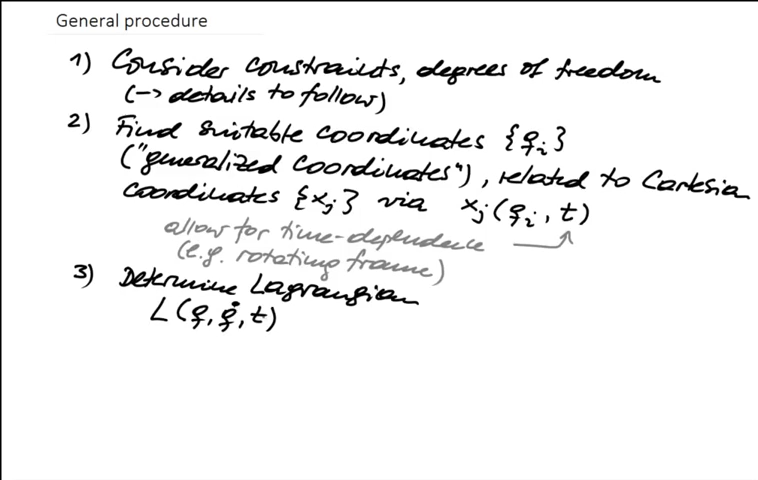 General procedure
1) Consider constraints, degrees of freedom
(-> details to follow)
2) Find suitable coordinates {q_i}
("generalized coordinates"), related to Cartesian
coordinates {x_j} via x_j(q_i, t)
allow for time-dependence
(e.g. rotating frame)
3) Determine Lagrangian
L(q, q̇, t)